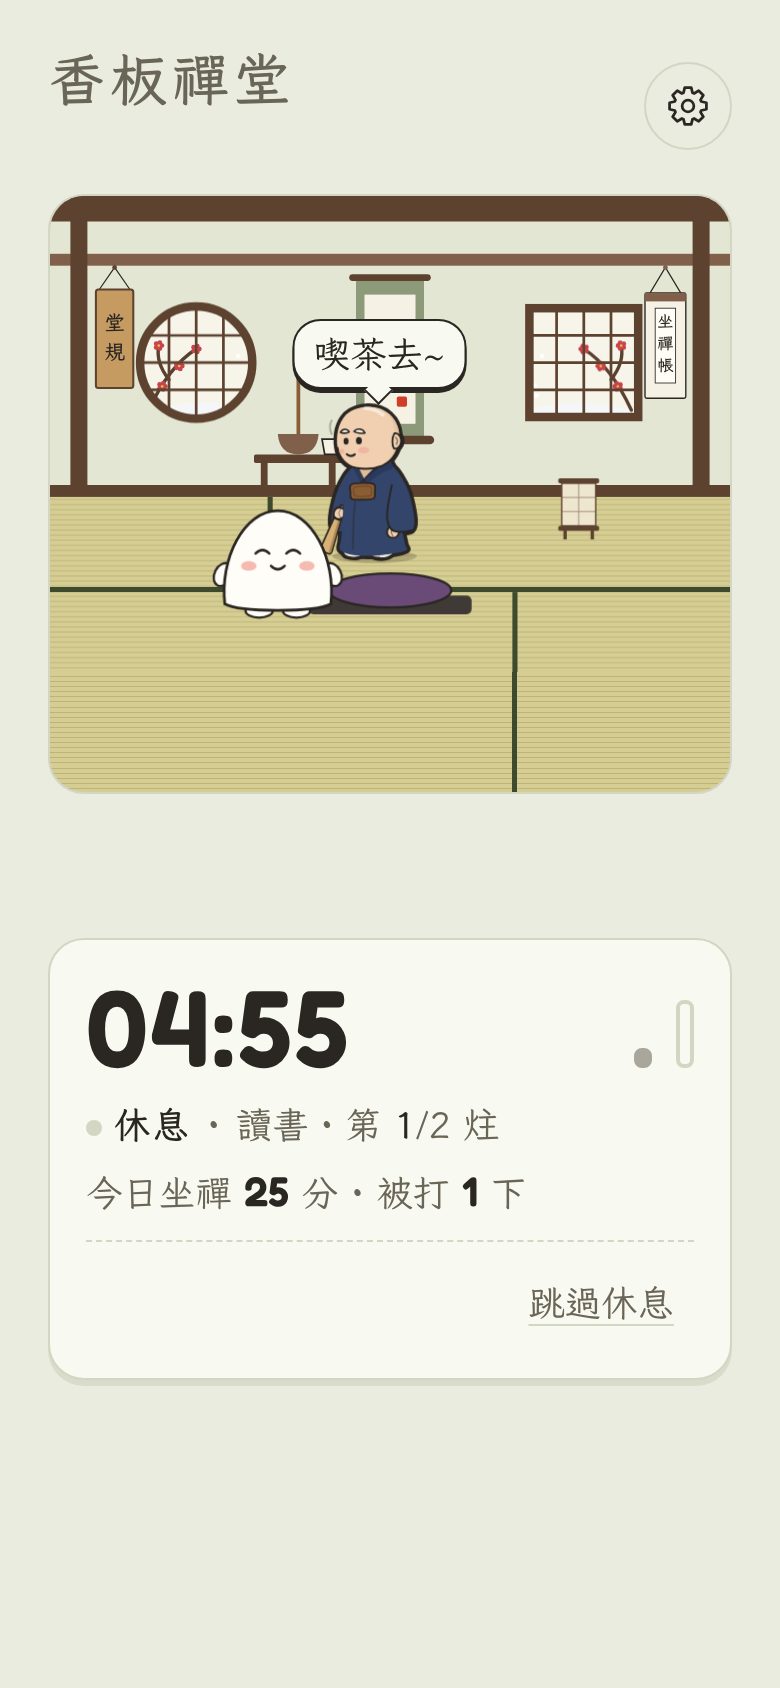 香板禪堂
堂規
喫茶去~
坐禪帳
04:55
休息・讀書・第 1/2 炷
今日坐禪 25 分・被打 1 下
跳過休息